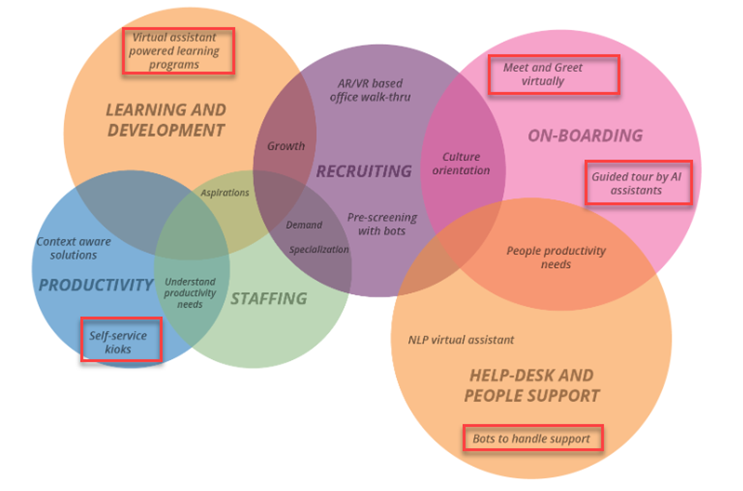 Virtual assistant
powered learning
programs
LEARNING AND
DEVELOPMENT
AR/VR based
office walk-thru
Meet and Greet
virtually
ON-BOARDING
Growth
RECRUITING
Culture
orientation
Guided tour by AI
assistants
Aspirations
Pre-screening
with bots
Demand
Specialization
Context aware
solutions
PRODUCTIVITY
Understand
productivity
needs
STAFFING
People productivity
needs
Self-service
kioks
NLP virtual assistant
HELP-DESK AND
PEOPLE SUPPORT
Bots to handle support